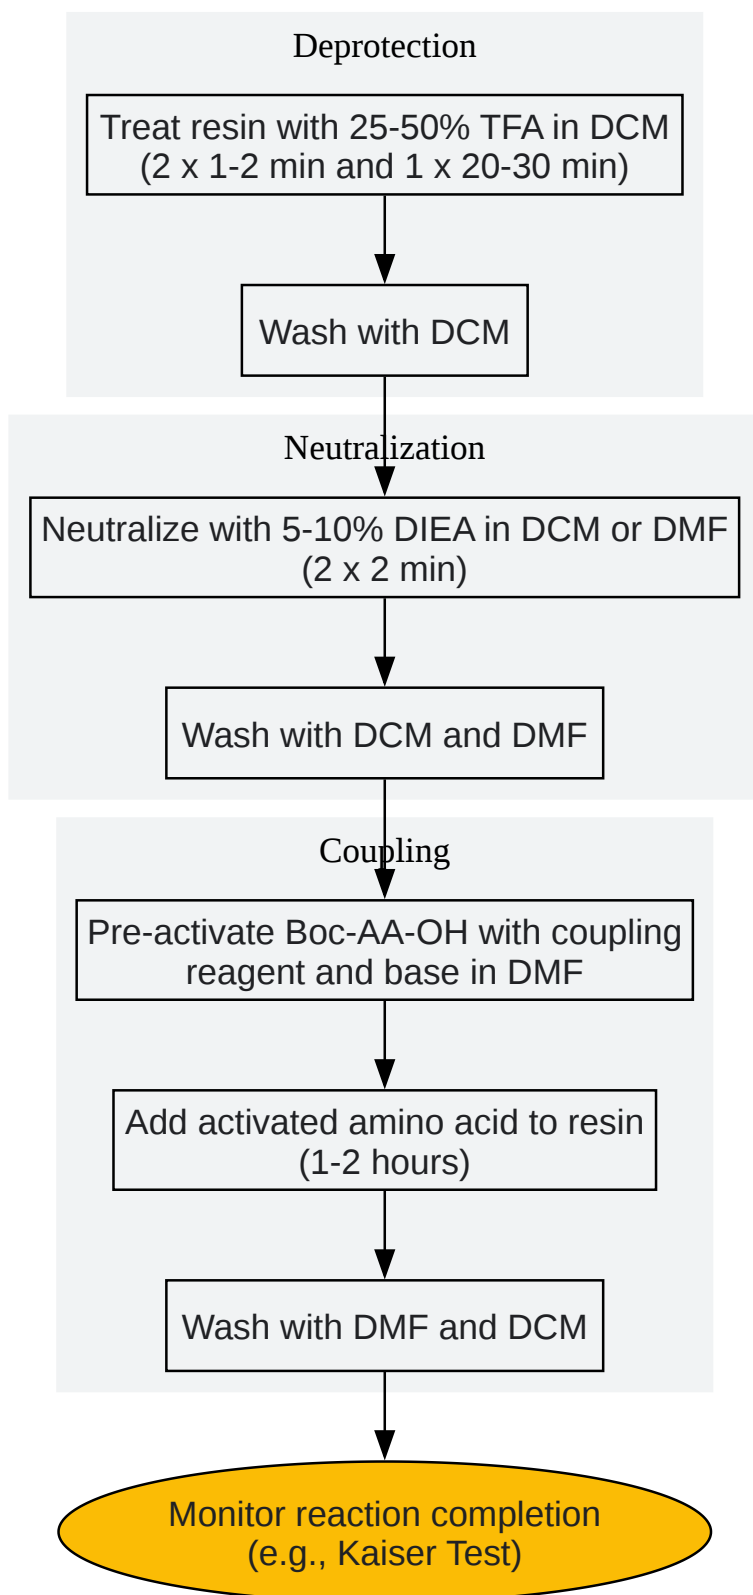 Deprotection
Treat resin with 25-50% TFA in DCM
(2 x 1-2 min and 1 x 20-30 min)
Wash with DCM
Neutralization
Neutralize with 5-10% DIEA in DCM or DMF
(2 x 2 min)
Wash with DCM and DMF
Coupling
Pre-activate Boc-AA-OH with coupling
reagent and base in DMF
Add activated amino acid to resin
(1-2 hours)
Wash with DMF and DCM
Monitor reaction completion
(e.g., Kaiser Test)